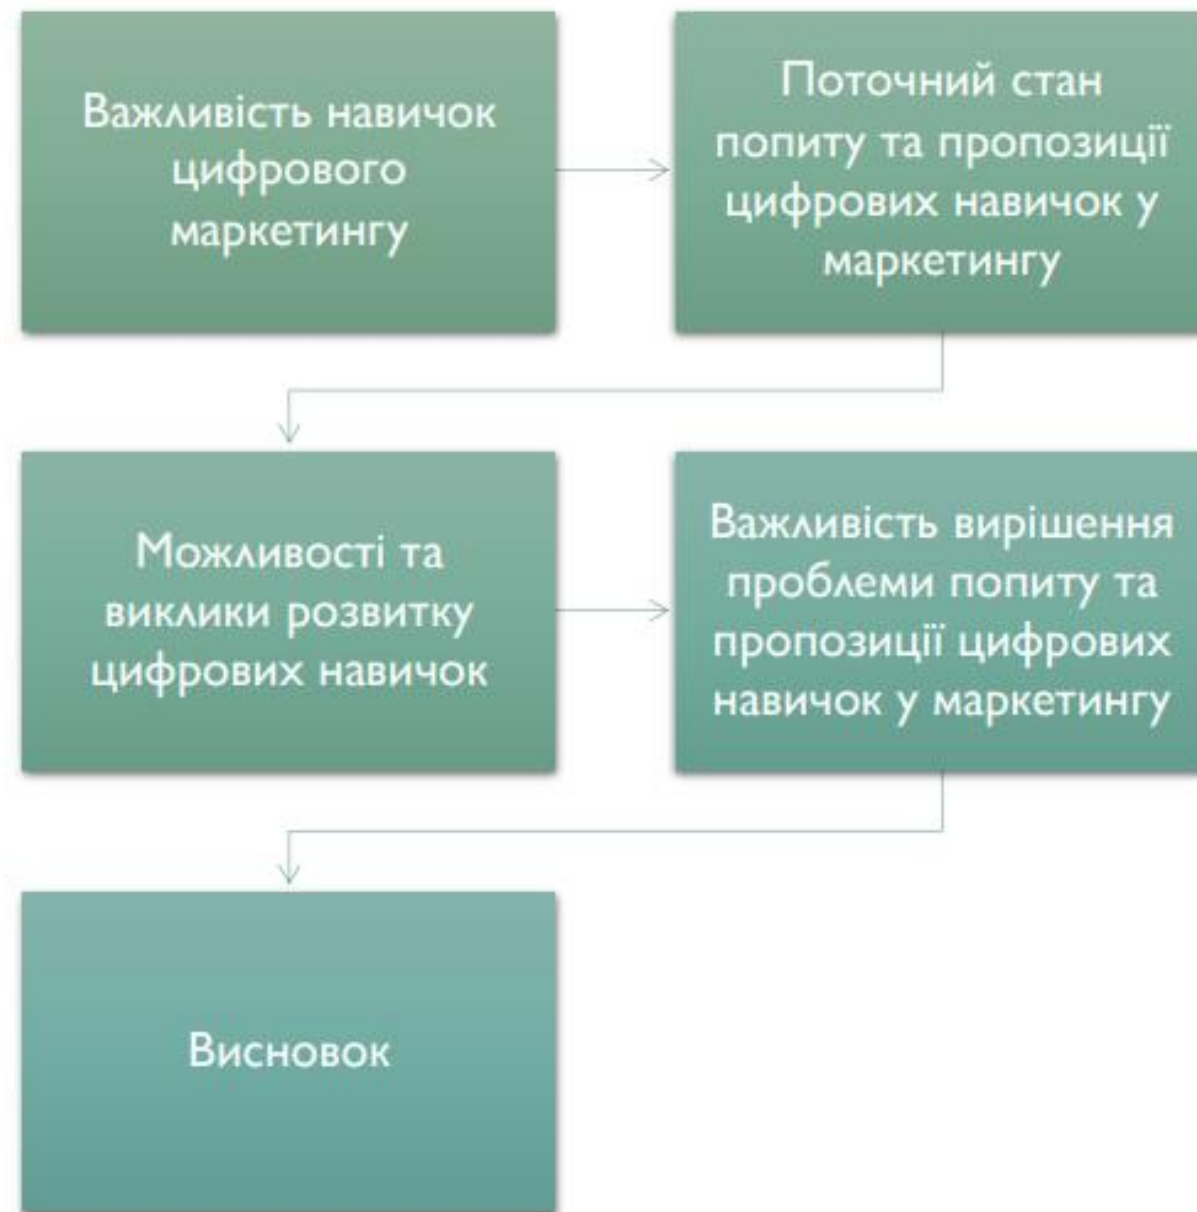 Важливість навичок
цифрового
маркетингу
Поточний стан
попиту та пропозиції
цифрових навичок у
маркетингу
Можливості та
виклики розвитку
цифрових навичок
Важливість вирішення
проблеми попиту та
пропозиції цифрових
навичок у маркетингу
Висновок